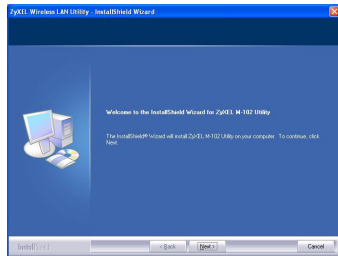 ZyXEL Wireless LAN Utility - InstallShield Wizard
Welcome to the InstallShield Wizard for ZyXEL M-102 Utility
The InstallShield® Wizard will install ZyXEL M-102 Utility on your computer. To continue, click
Next.
InstallShield
< Back Next > Cancel